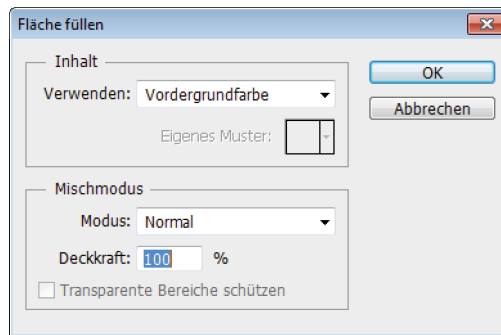 Fläche füllen
Inhalt
Verwenden: Vordergrundfarbe
Eigenes Muster:
OK
Abbrechen
Mischmodus
Modus: Normal
Deckkraft: 100 %
Transparente Bereiche schützen